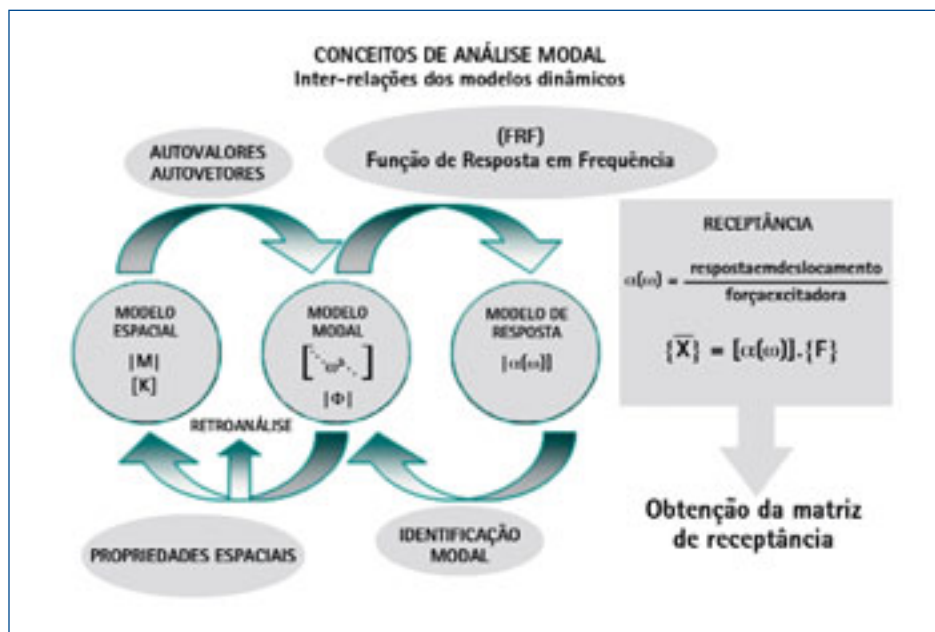 CONCEITOS DE ANÁLISE MODAL
Inter-relações dos modelos dinâmicos
AUTOVALORES
AUTOVETORES
(FRF)
Função de Resposta em Frequência
MODELO
ESPACIAL
|M|
[K]
MODELO
MODAL
|Φ|
MODELO DE
RESPOSTA
|α(ω)]
RETROANÁLISE
PROPRIEDADES ESPACIAIS
IDENTIFICAÇÃO
MODAL
RECEPTÂNCIA
α(ω) = respostaemdeslocamento
forçaexcitadora
{X̅} = [α(ω)].{F}
Obtenção da matriz
de receptância